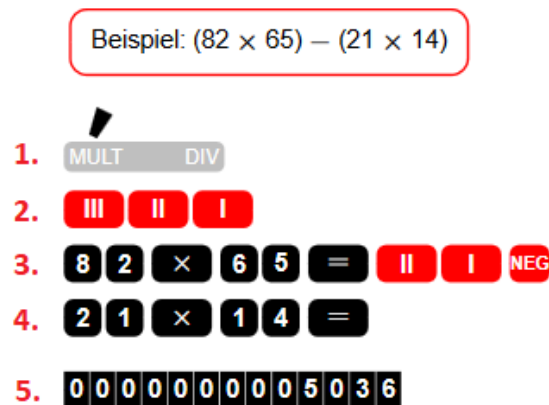 Beispiel: (82 × 65) – (21 × 14)
1. MULT DIV
2. III II I
3. 8 2 × 6 5 = II I NEG
4. 2 1 × 1 4 =
5. 0 0 0 0 0 0 0 0 0 5 0 3 6